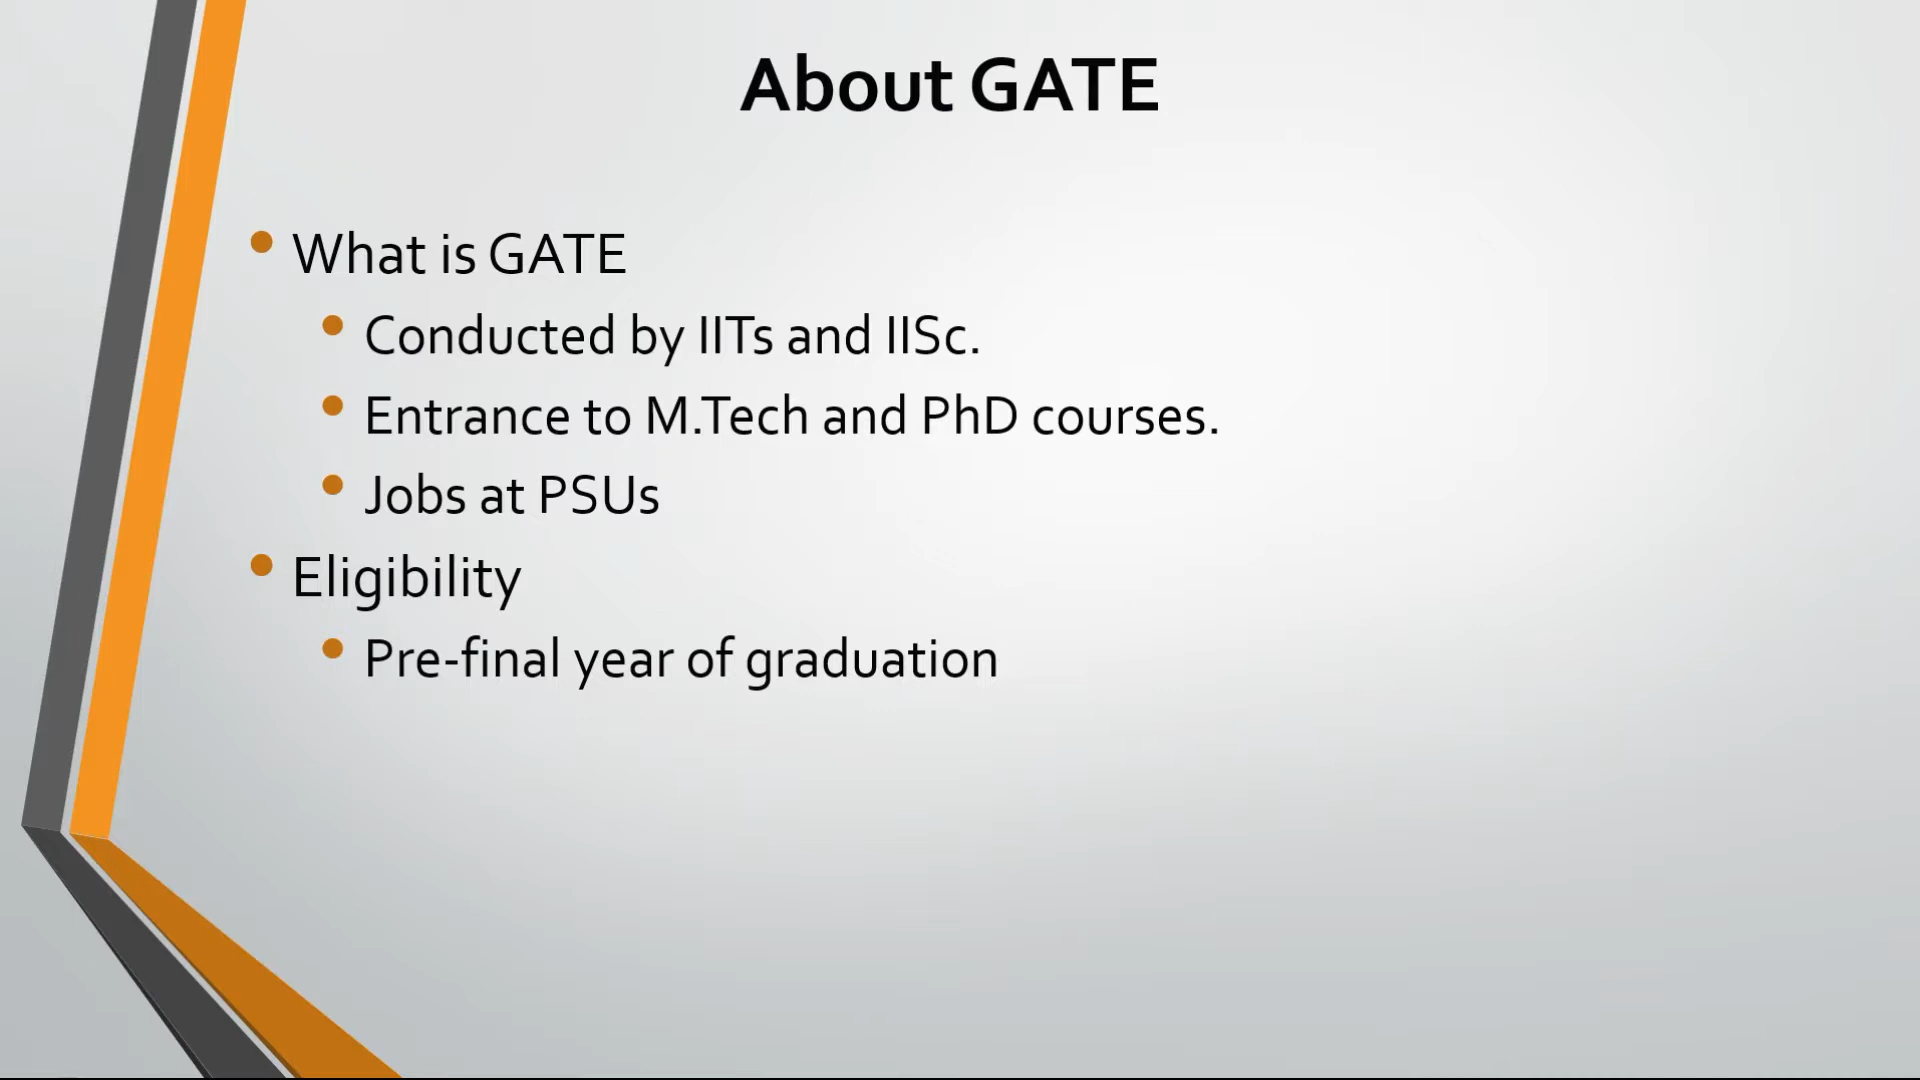 About GATE
What is GATE
Conducted by IITs and IISc.
Entrance to M.Tech and PhD courses.
Jobs at PSUs
Eligibility
Pre-final year of graduation